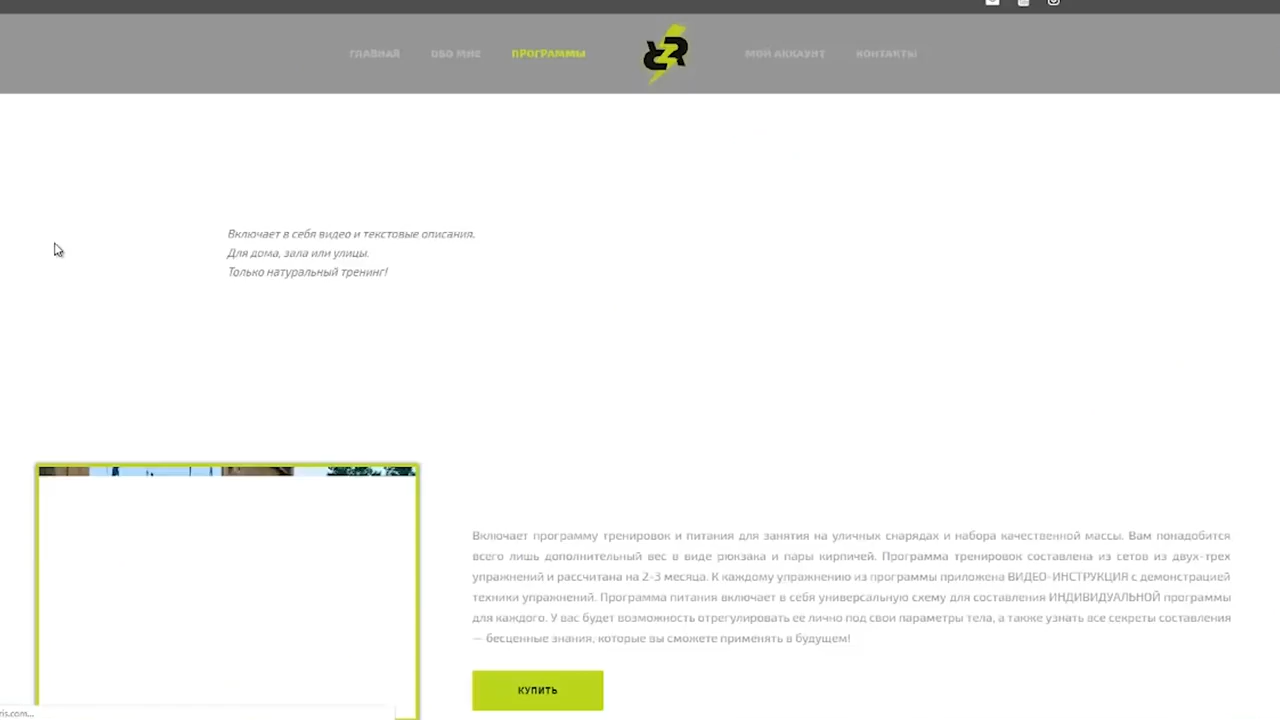 ГЛАВНАЯ ОБО МНЕ ПРОГРАММЫ МОЙ АККАУНТ КОНТАКТЫ
Включает в себя видео и текстовые описания.
Для дома, зала или улицы.
Только натуральный тренинг!
Включает программу тренировок и питания для занятия на уличных снарядах и набора качественной массы. Вам понадобится
всего лишь дополнительный вес в виде рюкзака и пары кирпичей. Программа тренировок составлена из сетов из двух-трех
упражнений и рассчитана на 2-3 месяца. К каждому упражнению из программы приложена ВИДЕО-ИНСТРУКЦИЯ с демонстрацией
техники упражнений. Программа питания включает в себя универсальную схему для составления ИНДИВИДУАЛЬНОЙ программы
для каждого. У вас будет возможность отрегулировать ее лично под свои параметры тела, а также узнать все секреты составления
— бесценные знания, которые вы сможете применять в будущем!
КУПИТЬ